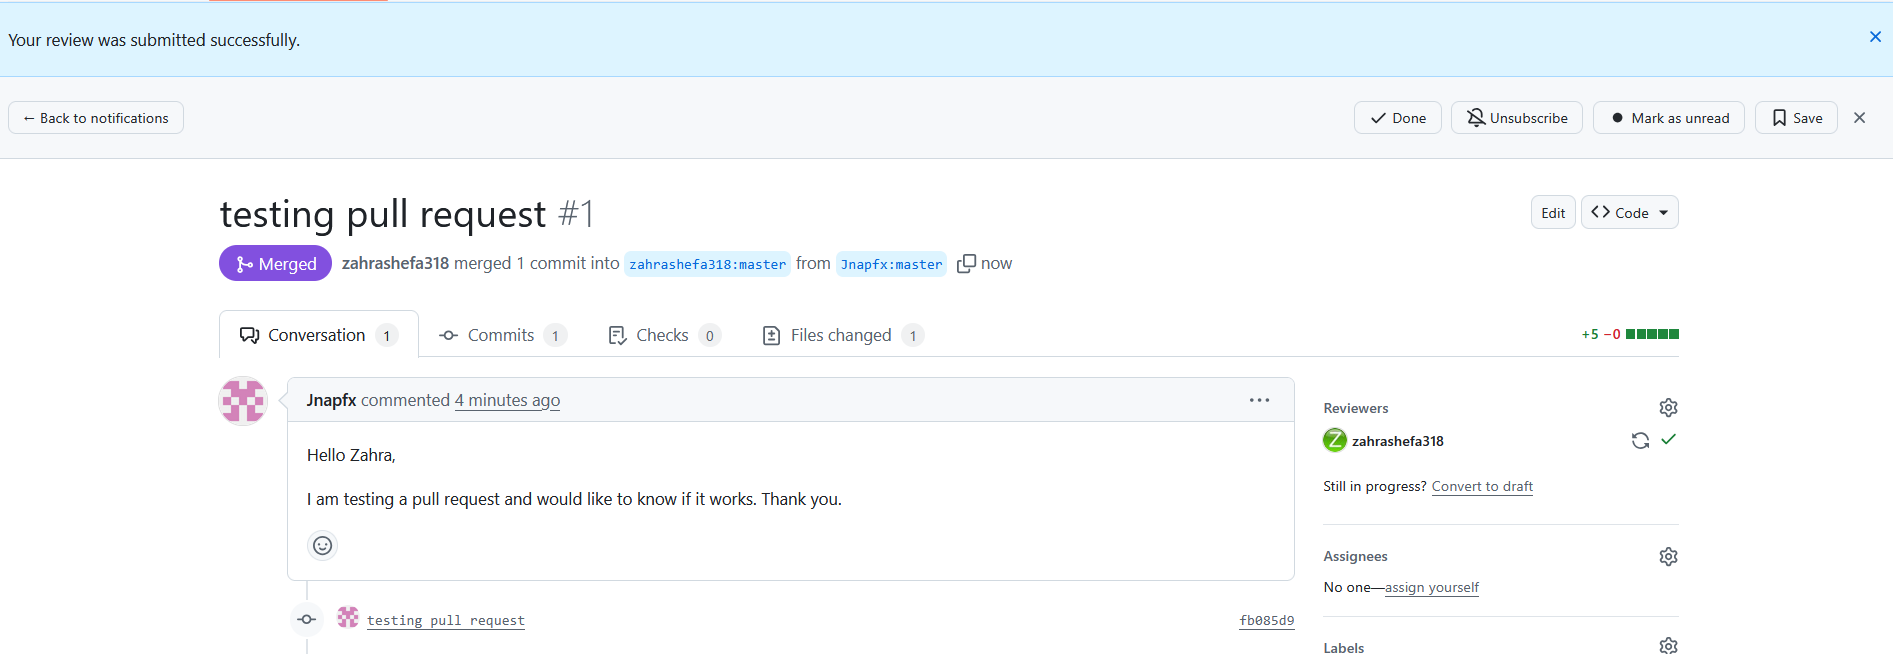 Your review was submitted successfully.
← Back to notifications
Done
Unsubscribe
Mark as unread
Save
testing pull request #1
Edit
Code
Merged
zahrashefa318 merged 1 commit into zahrashefa318:master from Jnapfx:master now
Conversation 1
Commits 1
Checks 0
Files changed 1
+5 −0
Jnapfx commented 4 minutes ago
Hello Zahra,
I am testing a pull request and would like to know if it works. Thank you.
testing pull request
fb085d9
Reviewers
Z zahrashefa318
Still in progress? Convert to draft
Assignees
No one—assign yourself
Labels